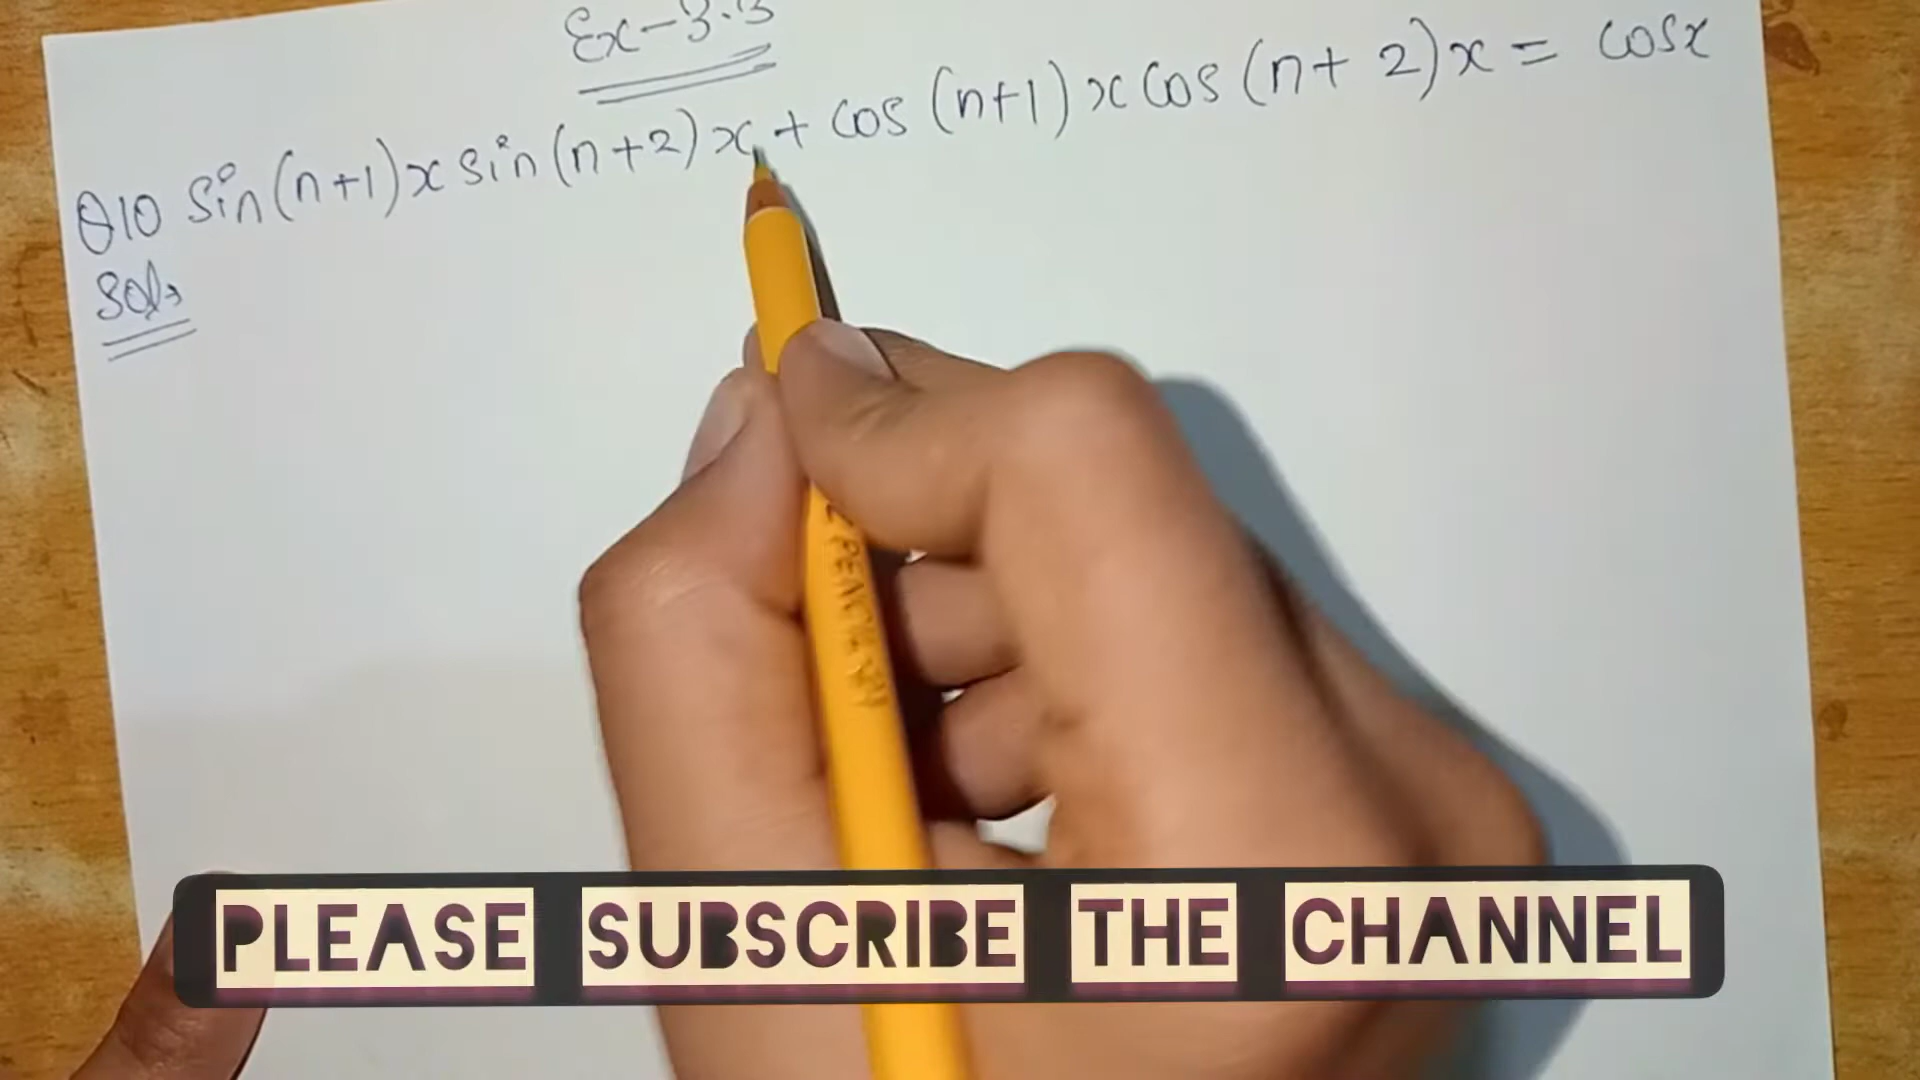 Ex-3.3
Q10 sin(n+1)x sin(n+2)x + cos(n+1)x cos(n+2)x = cosx
Sol
PLEASE SUBSCRIBE THE CHANNEL